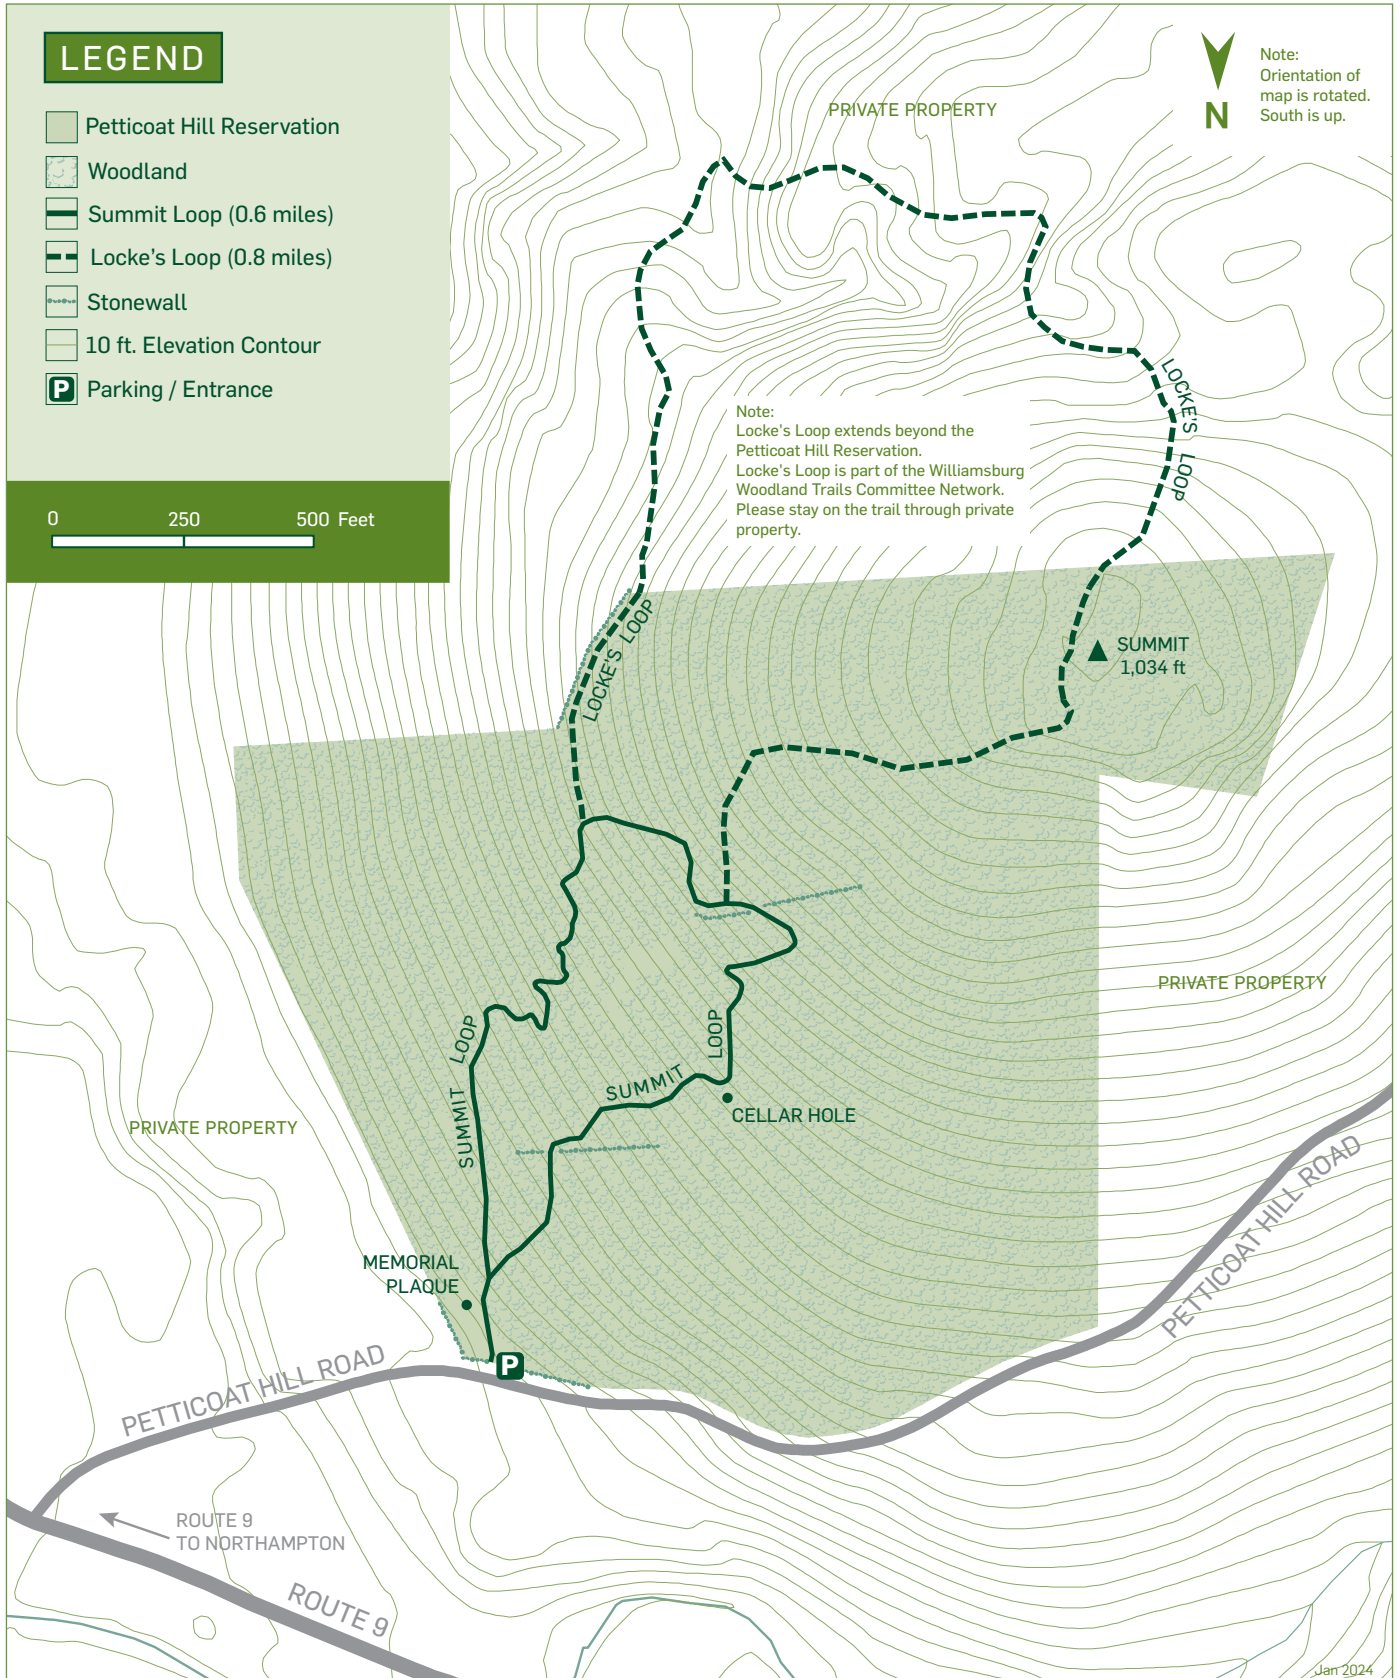 LEGEND
Petticoat Hill Reservation
Woodland
Summit Loop (0.6 miles)
Locke's Loop (0.8 miles)
Stonewall
10 ft. Elevation Contour
P
Parking / Entrance
0 250 500 Feet
N
Note:
Orientation of
map is rotated.
South is up.
PRIVATE PROPERTY
LOCKE'S LOOP
Note:
Locke's Loop extends beyond the
Petticoat Hill Reservation.
Locke's Loop is part of the Williamsburg
Woodland Trails Committee Network.
Please stay on the trail through private
property.
LOCKE'S LOOP
SUMMIT
1,034 ft
PRIVATE PROPERTY
SUMMIT LOOP
SUMMIT LOOP
CELLAR HOLE
PRIVATE PROPERTY
MEMORIAL
PLAQUE
P
PETTICOAT HILL ROAD
PETTICOAT HILL ROAD
ROUTE 9
TO NORTHAMPTON
ROUTE 9
Jan 2024